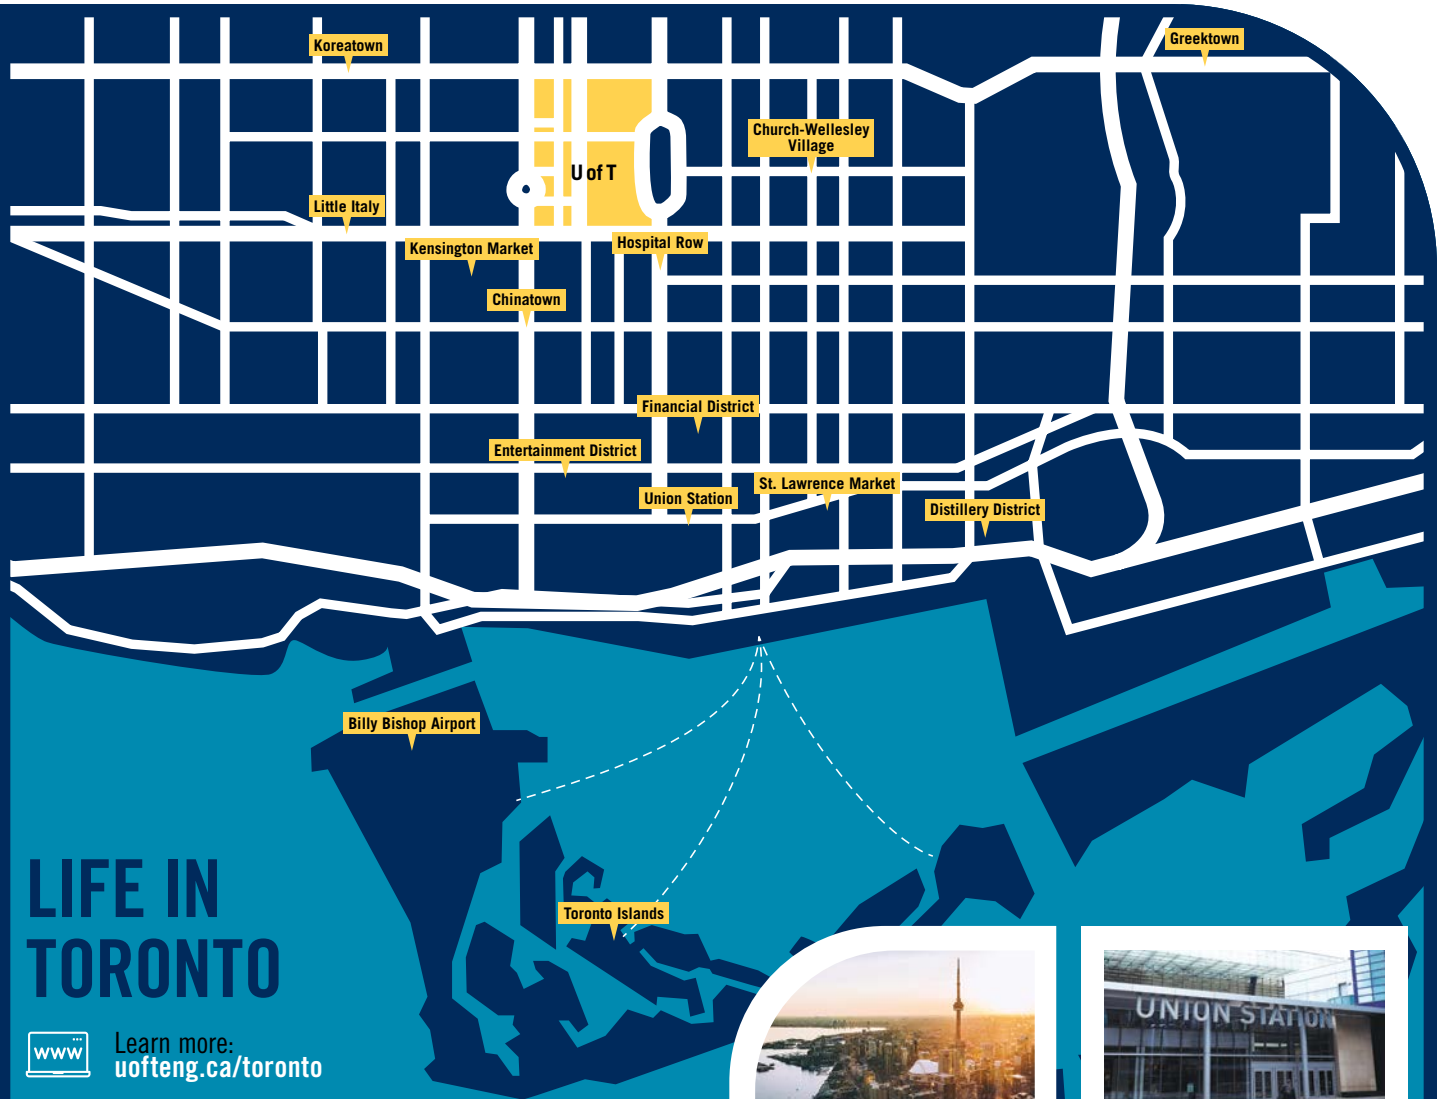 Koreatown
Greektown
Church-Wellesley
Village
U of T
Little Italy
Kensington Market
Hospital Row
Chinatown
Financial District
Entertainment District
St. Lawrence Market
Union Station
Distillery District
Billy Bishop Airport
Toronto Islands
LIFE IN
TORONTO
www
Learn more:
uofteng.ca/toronto
UNION STATION